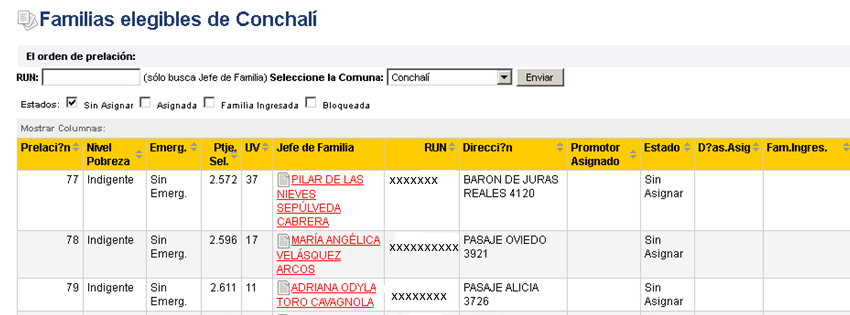 Familias elegibles de Conchalí
El orden de prelación:
RUN: (sólo busca Jefe de Familia) Seleccione la Comuna: Conchalí Enviar
Estados: Sin Asignar Asignada Familia Ingresada Bloqueada
Mostrar Columnas:
Prelaci?n Nivel Pobreza Emerg. Ptje. Sel. UV Jefe de Familia RUN Direcci?n Promotor Asignado Estado D?as.Asig Fam.Ingres.
77 Indigente Sin Emerg. 2.572 37 PILAR DE LAS NIEVES SEPÚLVEDA CABRERA XXXXXXX BARON DE JURAS REALES 4120 Sin Asignar
78 Indigente Sin Emerg. 2.596 17 MARÍA ANGÉLICA VELÁSQUEZ ARCOS XXXXXXXXXX PASAJE OVIEDO 3921 Sin Asignar
79 Indigente Sin Emerg. 2.611 11 ADRIANA ODYLA TORO CAVAGNOLA XXXXXXXX PASAJE ALICIA 3726 Sin Asignar